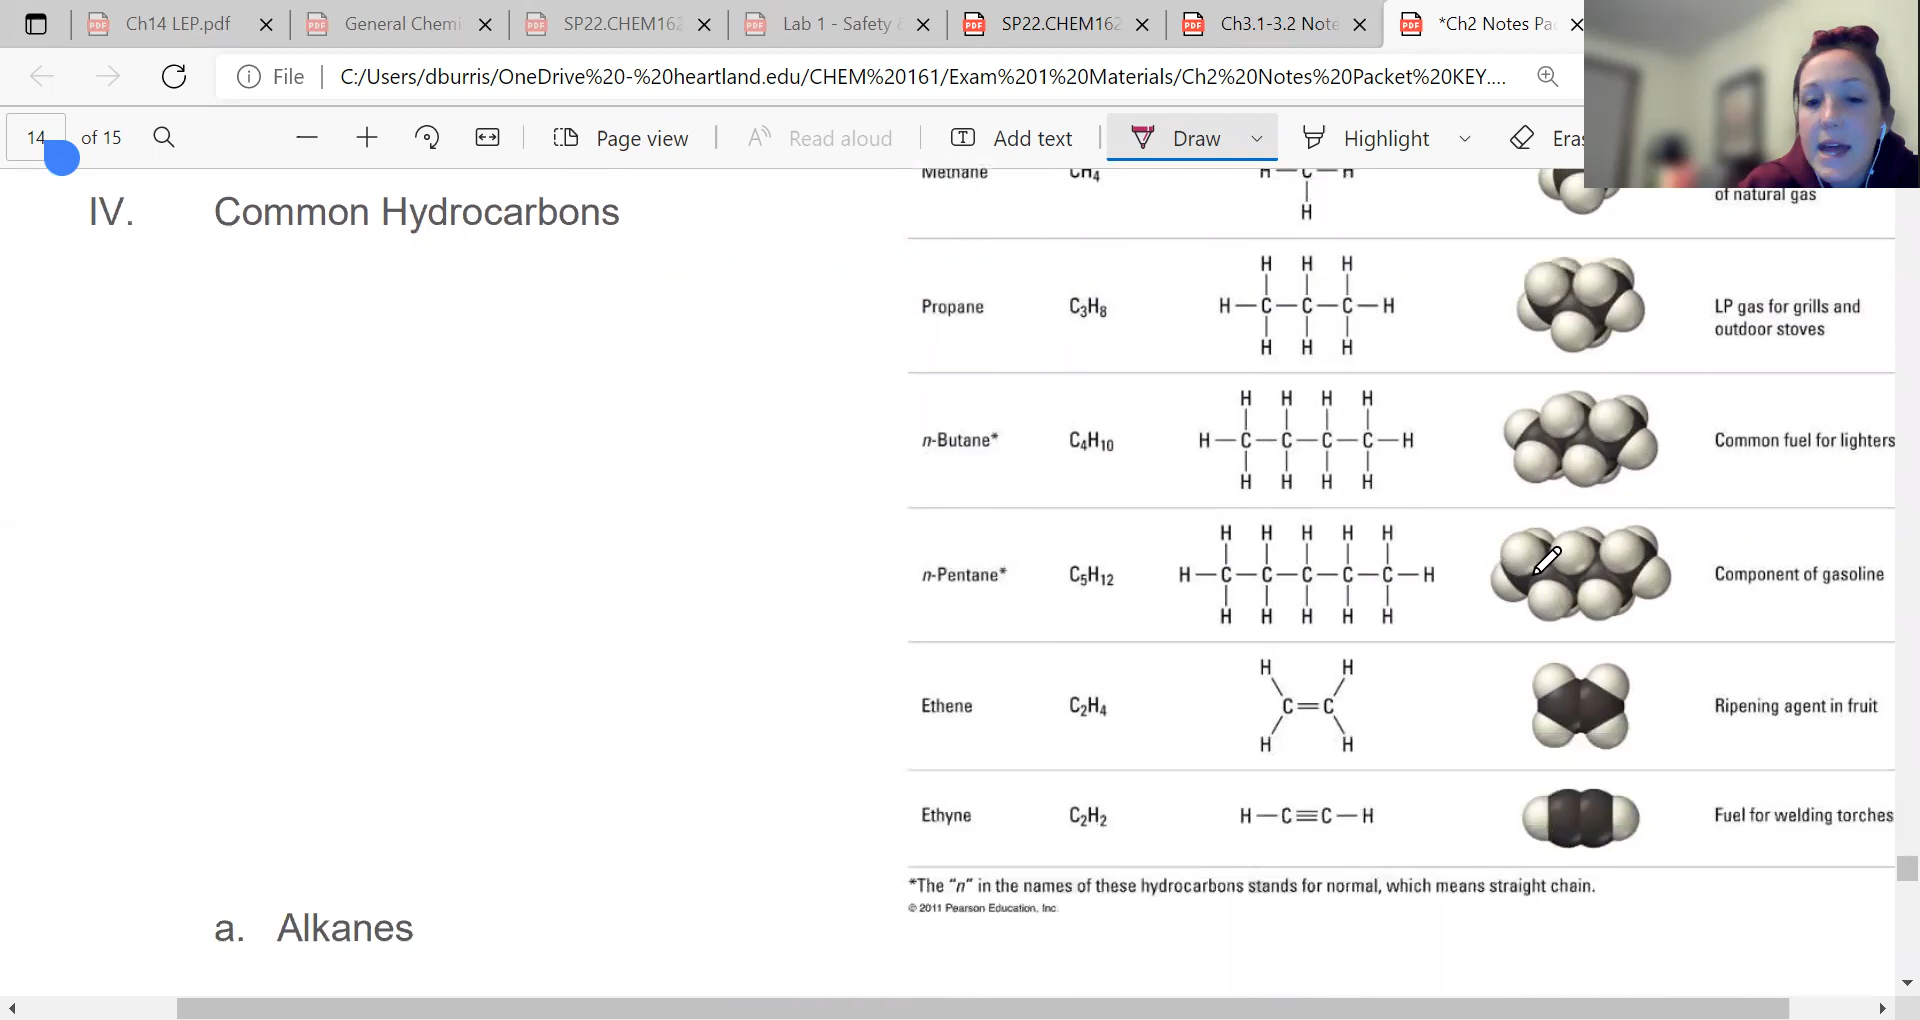 Ch14 LEP.pdf
General Chemi
SP22.CHEM162
Lab 1 - Safety &
SP22.CHEM162
Ch3.1-3.2 Note
*Ch2 Notes Pac
File
C:/Users/dburris/OneDrive%20-%20heartland.edu/CHEM%20161/Exam%201%20Materials/Ch2%20Notes%20Packet%20KEY....
14 of 15
Page view
Read aloud
Add text
Draw
Highlight
Eras
IV. Common Hydrocarbons
Methane CH₄ H—C—H
H
of natural gas
H H H
Propane C₃H₈ H—C—C—C—H LP gas for grills and
outdoor stoves
H H H
H H H H
n-Butane* C₄H₁₀ H—C—C—C—C—H Common fuel for lighters
H H H H
H H H H H
n-Pentane* C₅H₁₂ H—C—C—C—C—C—H Component of gasoline
H H H H H
H H
Ethene C₂H₄ C=C Ripening agent in fruit
H H
Ethyne C₂H₂ H—C≡C—H Fuel for welding torches
*The “n” in the names of these hydrocarbons stands for normal, which means straight chain.
© 2011 Pearson Education, Inc.
a. Alkanes